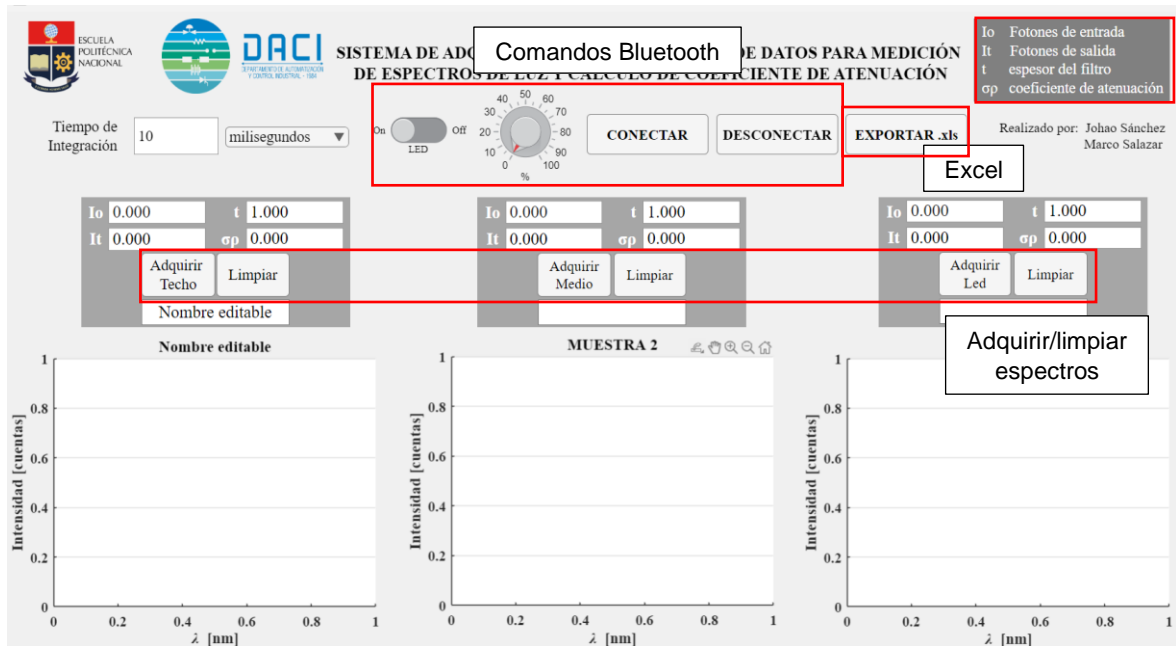 ESCUELA
POLITÉCNICA
NACIONAL
DACI
DEPARTAMENTO DE AUTOMATIZACIÓN
Y CONTROL INDUSTRIAL - 1984
SISTEMA DE ADQ
DE DATOS PARA MEDICIÓN
DE ESPECTROS DE LUZ Y CÁLCULO DE COEFICIENTE DE ATENUACIÓN
Comandos Bluetooth
Io Fotones de entrada
It Fotones de salida
t espesor del filtro
σρ coeficiente de atenuación
Tiempo de
Integración
10
milisegundos
On
Off
LED
0
10
20
30
40
50
60
70
80
90
100
%
CONECTAR
DESCONECTAR
EXPORTAR .xls
Realizado por: Johao Sánchez
Marco Salazar
Excel
Io 0.000 t 1.000
It 0.000 σρ 0.000
Adquirir
Techo
Limpiar
Nombre editable
Io 0.000 t 1.000
It 0.000 σρ 0.000
Adquirir
Medio
Limpiar
Io 0.000 t 1.000
It 0.000 σρ 0.000
Adquirir
Led
Limpiar
Adquirir/limpiar
espectros
Nombre editable
Intensidad [cuentas]
1
0.8
0.6
0.4
0.2
0
0 0.2 0.4 0.6 0.8 1
λ [nm]
MUESTRA 2
Intensidad [cuentas]
1
0.8
0.6
0.4
0.2
0
0 0.2 0.4 0.6 0.8 1
λ [nm]
Intensidad [cuentas]
1
0.8
0.6
0.4
0.2
0
0 0.2 0.4 0.6 0.8 1
λ [nm]